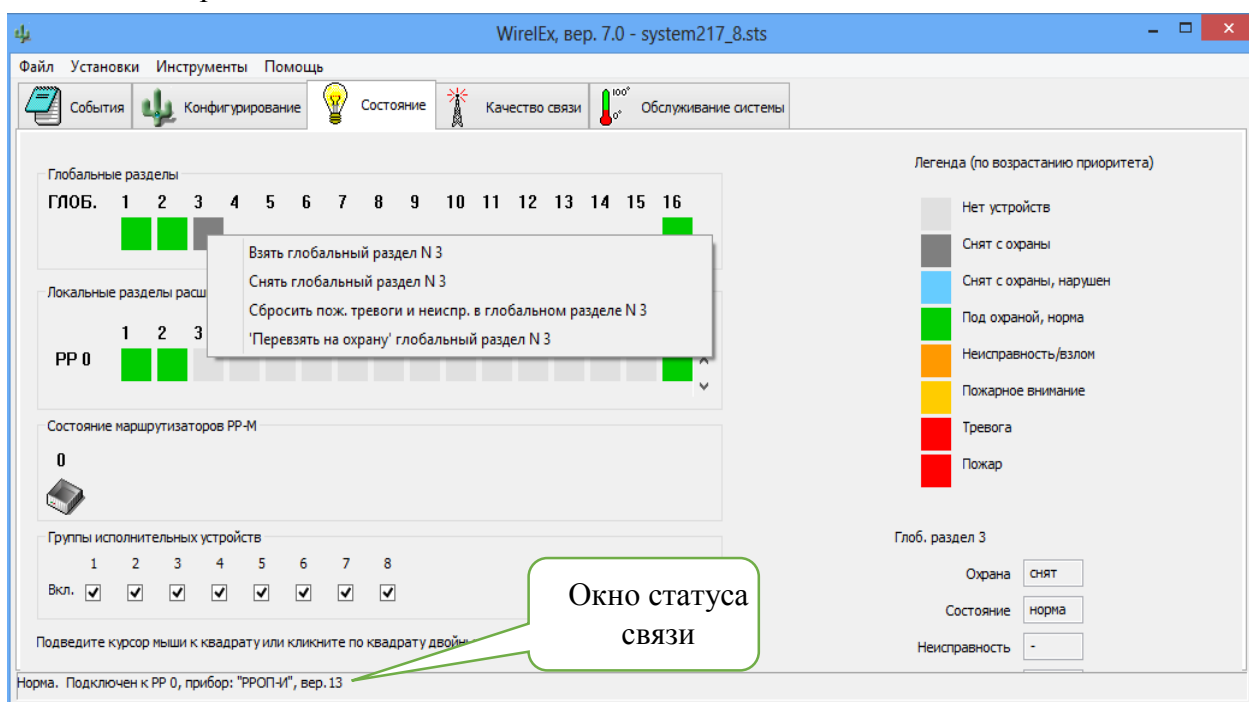 WirelEx, вер. 7.0 - system217_8.sts
Файл Установки Инструменты Помощь
События Конфигурирование Состояние Качество связи 100° 0° Обслуживание системы
Глобальные разделы
ГЛОБ. 1 2 3 4 5 6 7 8 9 10 11 12 13 14 15 16
Взять глобальный раздел N 3
Снять глобальный раздел N 3
Сбросить пож. тревоги и неиспр. в глобальном разделе N 3
'Перевзять на охрану' глобальный раздел N 3
Локальные разделы
1 2 3
РР 0
Состояние маршрутизаторов РР-М
0
Группы исполнительных устройств
1 2 3 4 5 6 7 8
Вкл.
Подведите курсор мыши к квадрату или кликните по квадрату
Окно статуса
связи
Норма. Подключен к РР 0, прибор: "РРОП-И", вер.13
Легенда (по возрастанию приоритета)
Нет устройств
Снят с охраны
Снят с охраны, нарушен
Под охраной, норма
Неисправность/взлом
Пожарное внимание
Тревога
Пожар
Глоб. раздел 3
Охрана снят
Состояние норма
Неисправность -